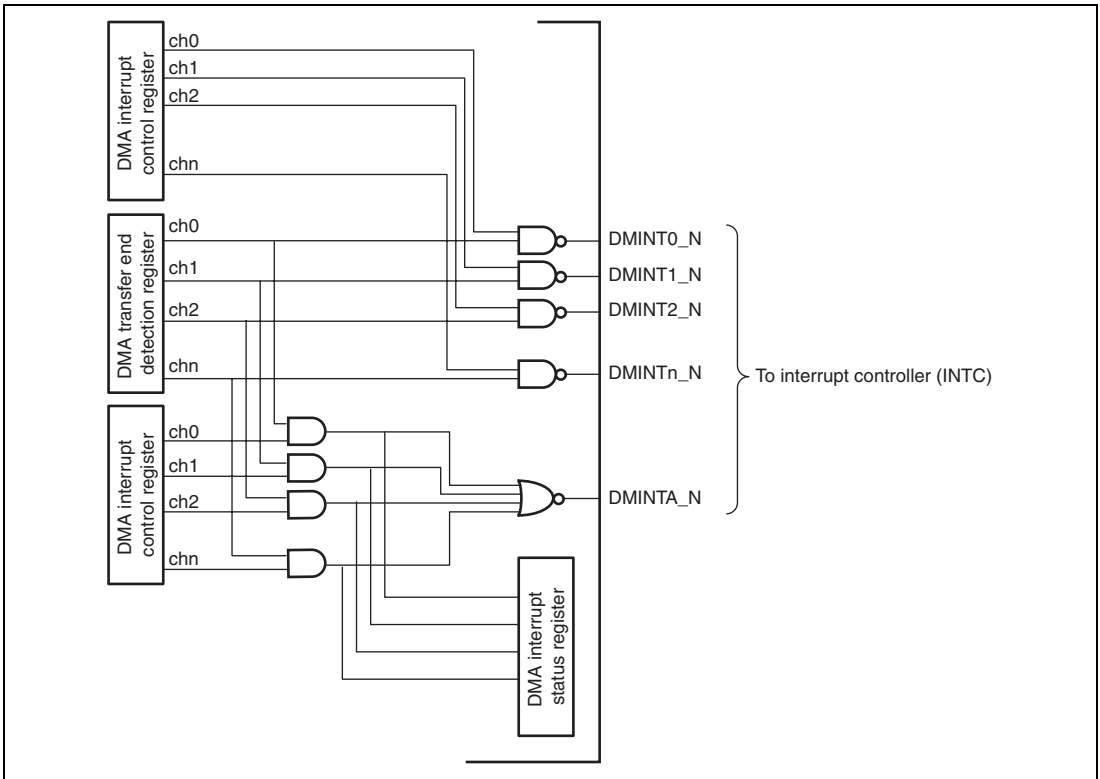 DMA interrupt
control register
ch0
ch1
ch2
chn
DMA transfer end
detection register
ch0
ch1
ch2
chn
DMA interrupt
control register
ch0
ch1
ch2
chn
DMINT0_N
DMINT1_N
DMINT2_N
DMINTn_N
DMINTA_N
To interrupt controller (INTC)
DMA interrupt
status register